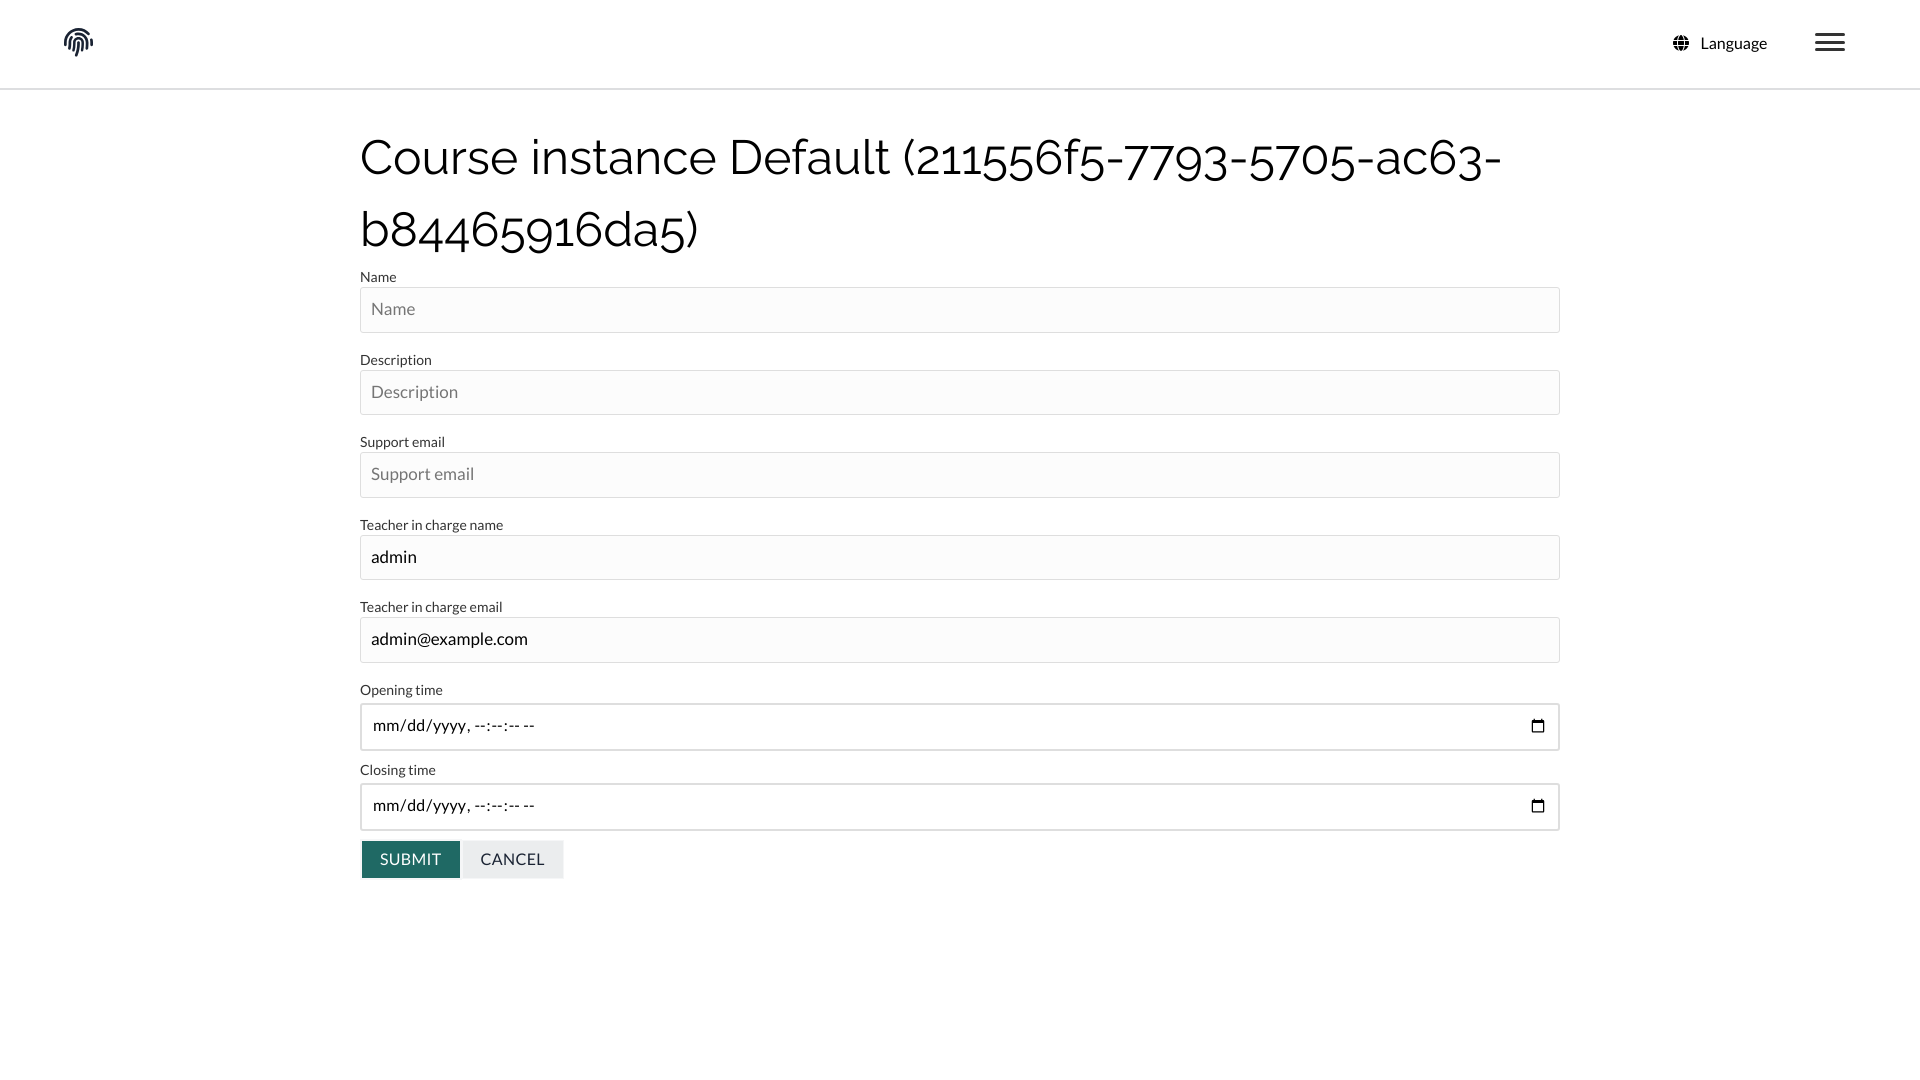 Language
Course instance Default (211556f5-7793-5705-ac63-
b84465916da5)
Name
Name
Description
Description
Support email
Support email
Teacher in charge name
admin
Teacher in charge email
admin@example.com
Opening time
mm/dd/yyyy, --:--:-- --
Closing time
mm/dd/yyyy, --:--:-- --
SUBMIT CANCEL